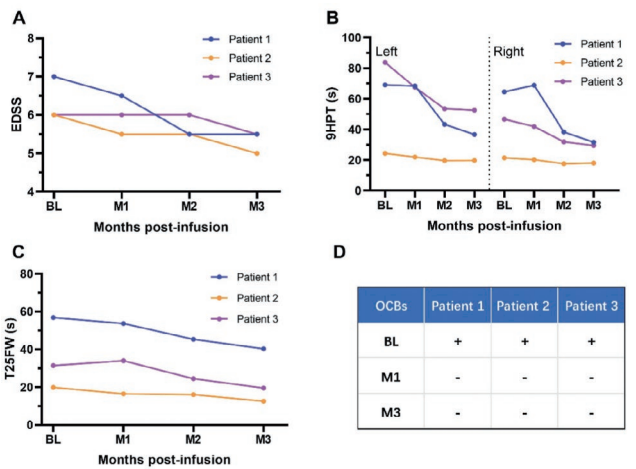 A
EDSS
8
7
6
5
4
BL M1 M2 M3
Months post-infusion
Patient 1
Patient 2
Patient 3
B
9HPT (s)
100
80
60
40
20
0
Left Right
BL M1 M2 M3 BL M1 M2 M3
Months post-infusion
Patient 1
Patient 2
Patient 3
C
T25FW (s)
80
60
40
20
0
BL M1 M2 M3
Months post-infusion
Patient 1
Patient 2
Patient 3
D
OCBs Patient 1 Patient 2 Patient 3
BL + + +
M1 - - -
M3 - - -